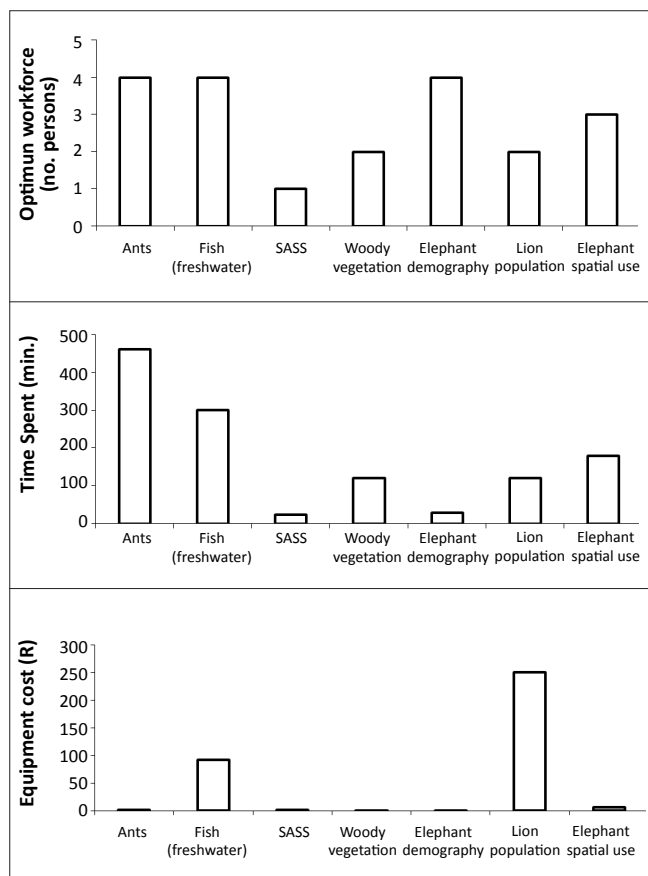 Optimun workforce
(no. persons)
5
4
3
2
1
0
Ants
Fish
(freshwater)
SASS
Woody
vegetation
Elephant
demography
Lion
population
Elephant
spatial use
Time Spent (min.)
500
400
300
200
100
0
Ants
Fish
(freshwater)
SASS
Woody
vegetation
Elephant
demography
Lion
population
Elephant
spatial use
Equipment cost (R)
300
250
200
150
100
50
0
Ants
Fish
(freshwater)
SASS
Woody
vegetation
Elephant
demography
Lion
population
Elephant
spatial use